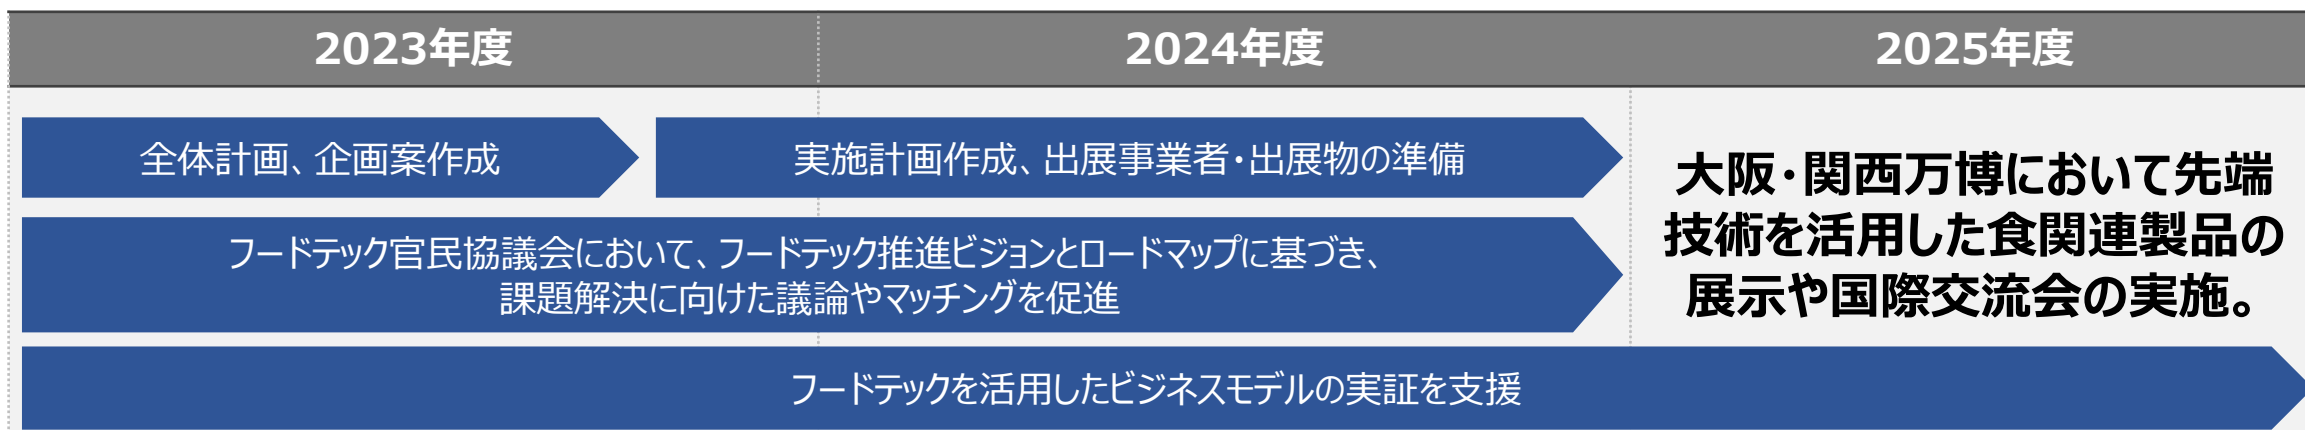 2023年度
2024年度
2025年度
全体計画、企画案作成
実施計画作成、出展事業者・出展物の準備
フードテック官民協議会において、フードテック推進ビジョンとロードマップに基づき、
課題解決に向けた議論やマッチングを促進
フードテックを活用したビジネスモデルの実証を支援
大阪・関西万博において先端
技術を活用した食関連製品の
展示や国際交流会の実施。